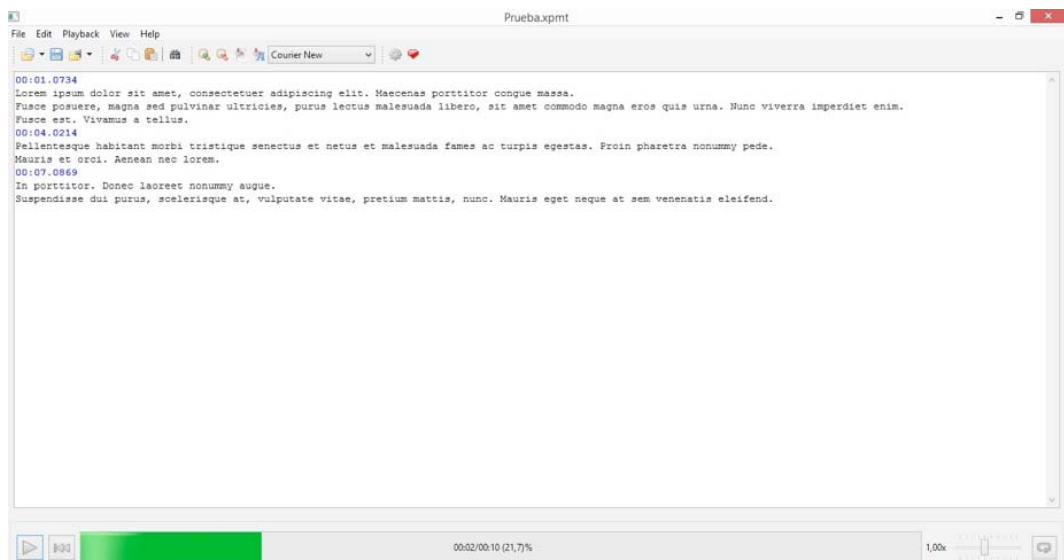 Prueba.xpmt
File Edit Playback View Help
Courier New
00:01.0734
Lorem ipsum dolor sit amet, consectetuer adipiscing elit. Maecenas porttitor congue massa.
Fusce posuere, magna sed pulvinar ultricies, purus lectus malesuada libero, sit amet commodo magna eros quis urna. Nunc viverra imperdiet enim.
Fusce est. Vivamus a tellus.
00:04.0214
Pellentesque habitant morbi tristique senectus et netus et malesuada fames ac turpis egestas. Proin pharetra nonummy pede.
Mauris et orci. Aenean nec lorem.
00:07.0869
In porttitor. Donec laoreet nonummy augue.
Suspendisse dui purus, scelerisque at, vulputate vitae, pretium mattis, nunc. Mauris eget neque at sem venenatis eleifend.
00:02/00:10 (21,7)%
1,00x